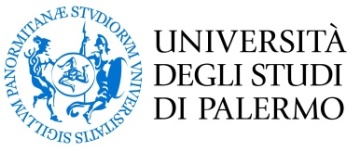 SIGILLVM PANORMITANÆ STVDIORVM VNIVERSITATIS
UNIVERSITÀ
DEGLI STUDI
DI PALERMO